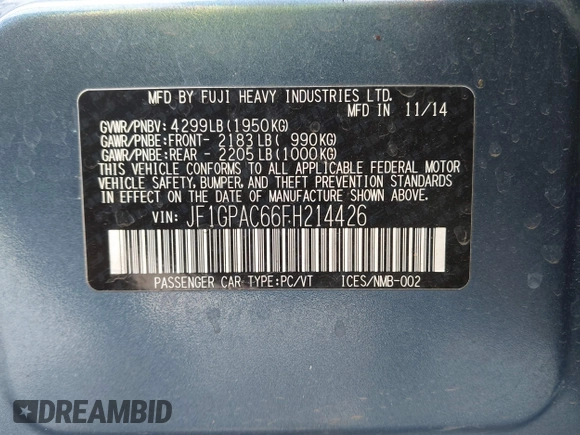 MFD BY FUJI HEAVY INDUSTRIES LTD.
MFD IN 11/14
GVWR/PNBV: 4299LB(1950KG)
GAWR/PNBE:FRONT- 2183LB( 990KG)
GAWR/PNBE:REAR - 2205LB(1000KG)
THIS VEHICLE CONFORMS TO ALL APPLICABLE FEDERAL MOTOR
VEHICLE SAFETY, BUMPER, AND THEFT PREVENTION STANDARDS
IN EFFECT ON THE DATE OF MANUFACTURE SHOWN ABOVE.
VIN: JF1GPAC66FH214426
PASSENGER CAR TYPE:PC/VT ICES/NMB-002
DREAMBID